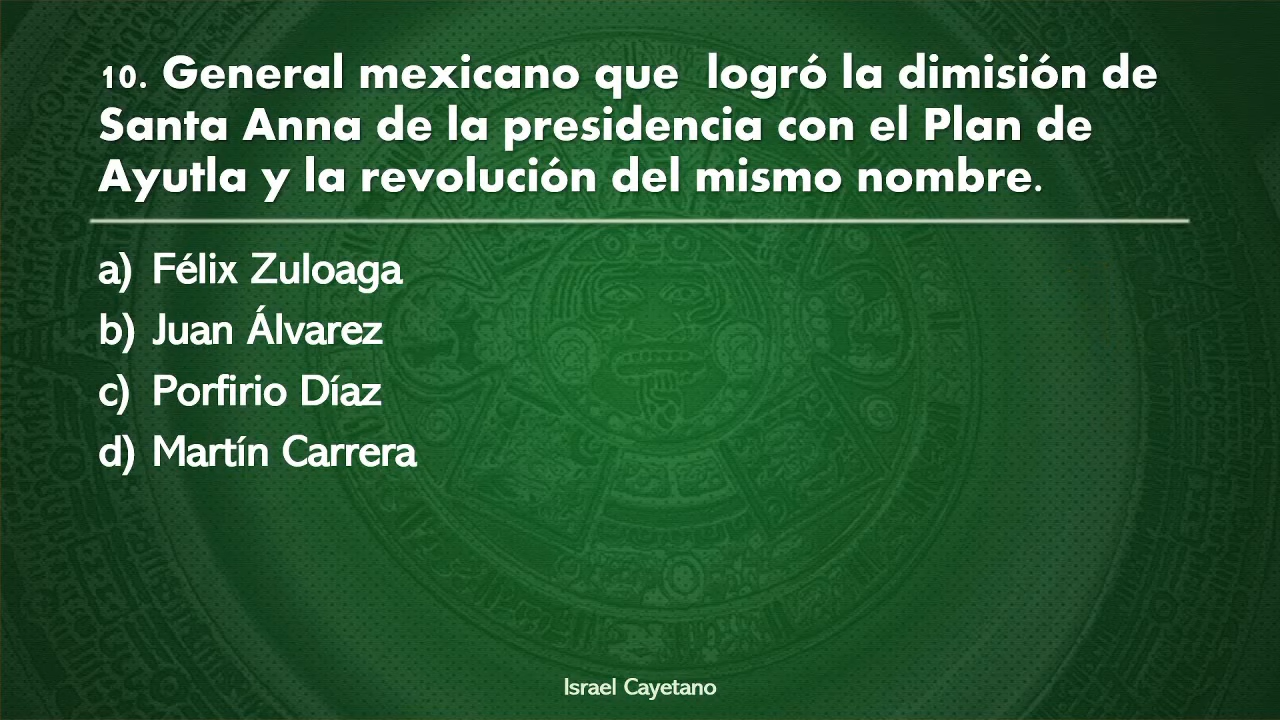 10. General mexicano que  logró la dimisión de
Santa Anna de la presidencia con el Plan de
Ayutla y la revolución del mismo nombre.
a) Félix Zuloaga
b) Juan Álvarez
c) Porfirio Díaz
d) Martín Carrera
Israel Cayetano